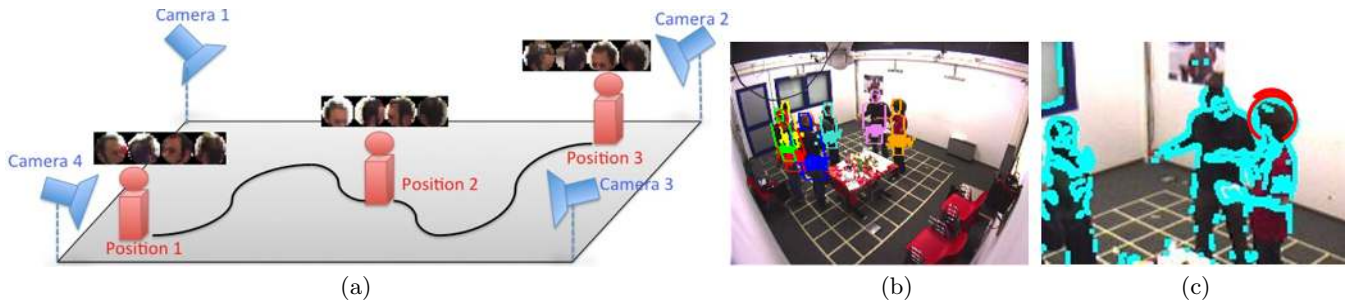 Camera 1
Camera 2
Camera 4
Position 3
Position 2
Camera 3
Position 1
(a)
(b)
(c)